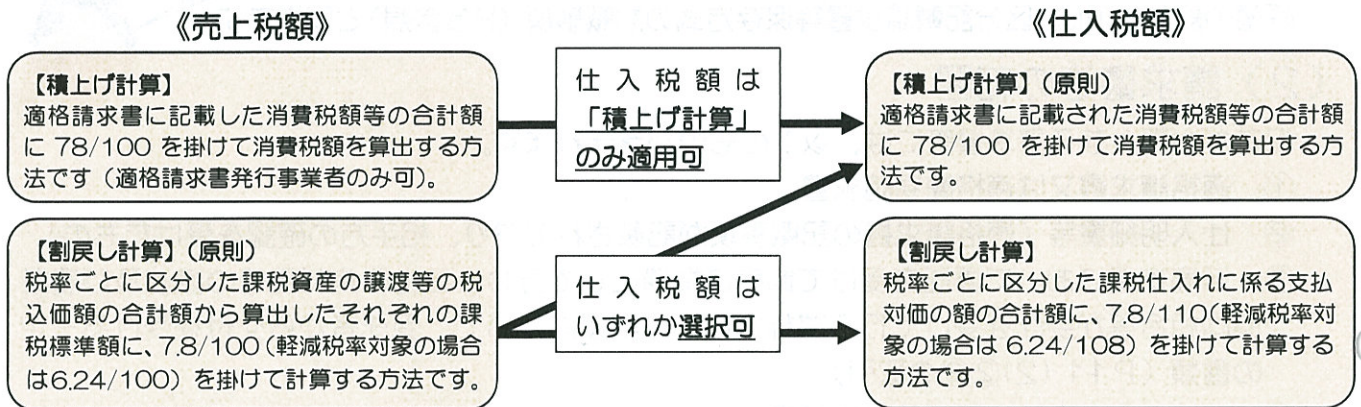 《売上税額》
《仕入税額》
【積上げ計算】
適格請求書に記載した消費税額等の合計額
に 78/100 を掛けて消費税額を算出する方
法です（適格請求書発行事業者のみ可）。
仕入税額は
「積上げ計算」
のみ適用可
【積上げ計算】（原則）
適格請求書に記載された消費税額等の合計額
に 78/100 を掛けて消費税額を算出する方
法です。
【割戻し計算】（原則）
税率ごとに区分した課税資産の譲渡等の税
込価額の合計額から算出したそれぞれの課
税標準額に、7.8/100（軽減税率対象の場合
は6.24/100）を掛けて計算する方法です。
仕入税額は
いずれか選択可
【割戻し計算】
税率ごとに区分した課税仕入れに係る支払
対価の額の合計額に、7.8/110（軽減税率対
象の場合は 6.24/108）を掛けて計算する
方法です。